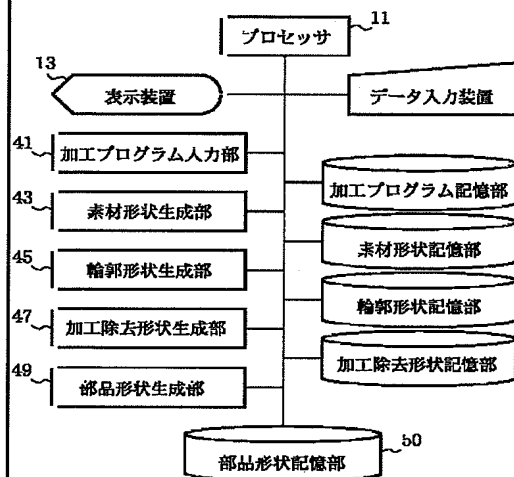 11
プロセッサ
13
表示装置
データ入力装置
41
加工プログラム入力部
加工プログラム記憶部
43
素材形状生成部
素材形状記憶部
45
輪郭形状生成部
輪郭形状記憶部
47
加工除去形状生成部
加工除去形状記憶部
49
部品形状生成部
50
部品形状記憶部